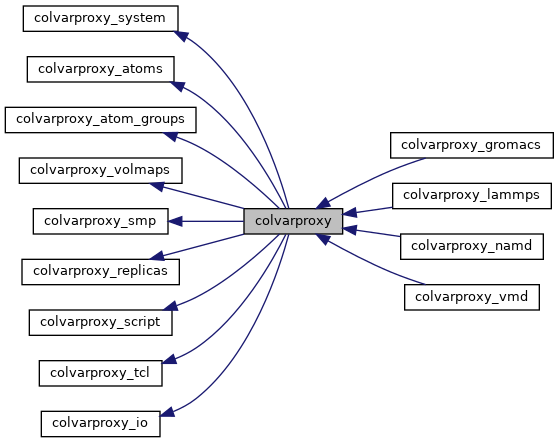 colvarproxy_system
colvarproxy_atoms
colvarproxy_atom_groups
colvarproxy_volmaps
colvarproxy_smp
colvarproxy_replicas
colvarproxy_script
colvarproxy_tcl
colvarproxy_io
colvarproxy
colvarproxy_gromacs
colvarproxy_lammps
colvarproxy_namd
colvarproxy_vmd